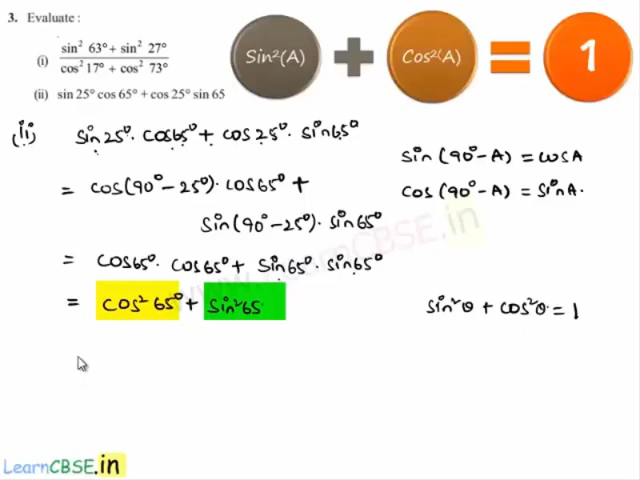 3. Evaluate :
(i) sin² 63° + sin² 27°
cos² 17° + cos² 73°
(ii) sin 25° cos 65° + cos 25° sin 65
Sin²(A) + Cos²(A) = 1
(ii) sin25°. cos65° + cos25°. sin65°
= cos(90° - 25°). cos65° +
sin(90° - 25°). sin65°
= cos65°. cos65° + sin65°. sin65°
= cos²65° + sin²65.
sin(90° - A) = cosA
cos(90° - A) = sinA.
sin²θ + cos²θ = 1
www.LearnCBSE.in
LearnCBSE.in